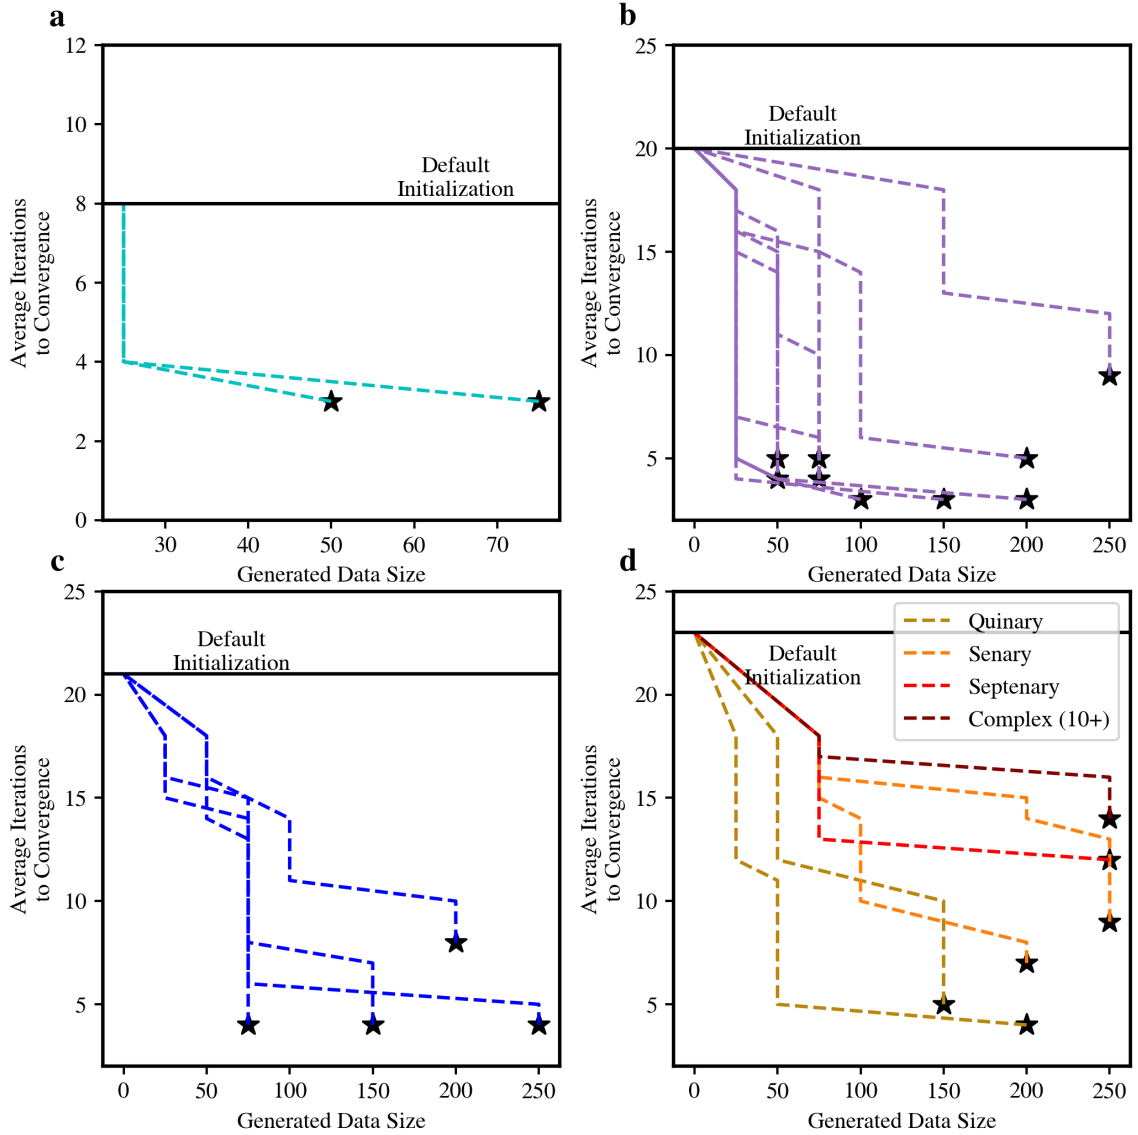 a
12
10
8
6
4
2
0
Default
Initialization
Average Iterations
to Convergence
30
40
50
60
70
Generated Data Size
b
25
20
15
10
5
Default
Initialization
Average Iterations
to Convergence
0
50
100
150
200
250
Generated Data Size
c
25
20
15
10
5
Default
Initialization
Average Iterations
to Convergence
0
50
100
150
200
250
Generated Data Size
d
25
20
15
10
5
Default
Initialization
Quinary
Senary
Septenary
Complex (10+)
Average Iterations
to Convergence
0
50
100
150
200
250
Generated Data Size